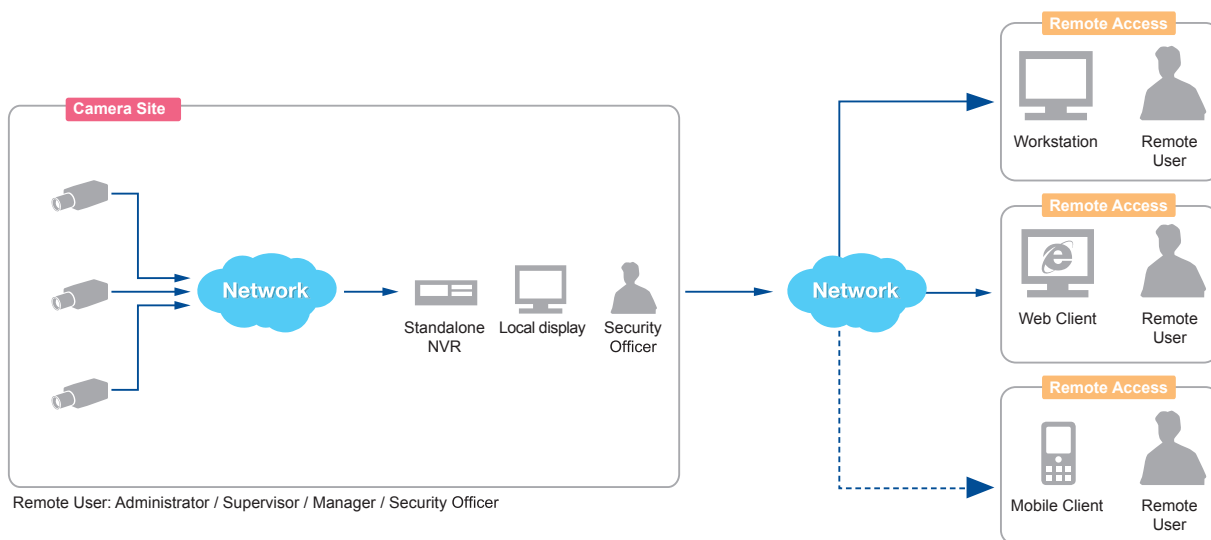 Camera Site
Network
Standalone
NVR
Local display
Security
Officer
Remote User: Administrator / Supervisor / Manager / Security Officer
Network
Remote Access
Workstation
Remote
User
Remote Access
Web Client
Remote
User
Remote Access
Mobile Client
Remote
User